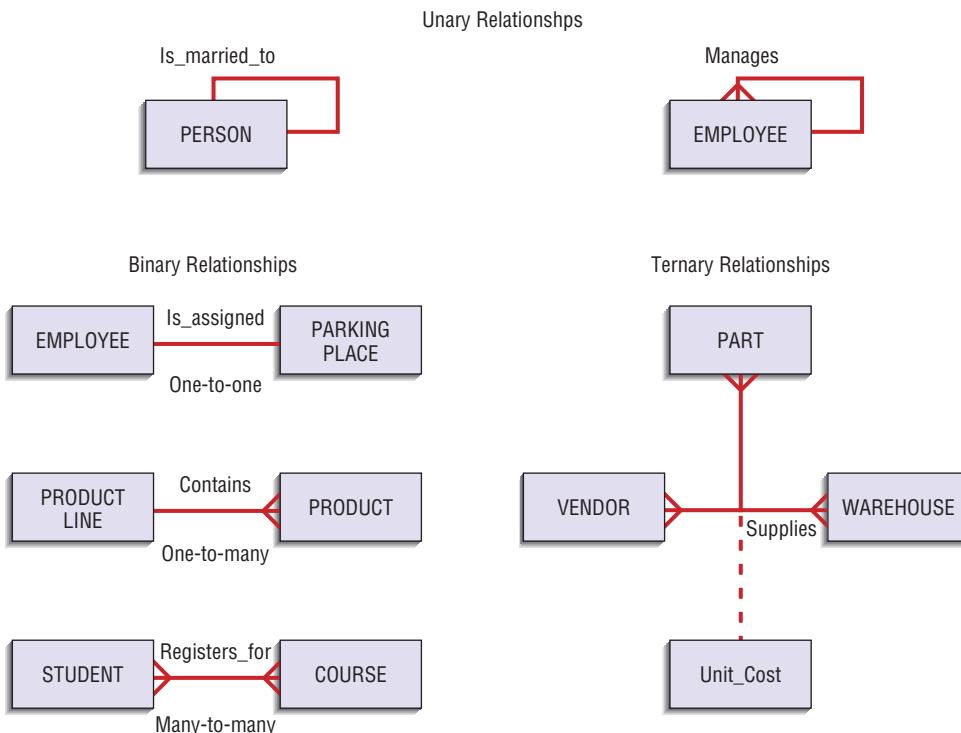 Unary Relationshps
Is_married_to
PERSON
Manages
EMPLOYEE
Binary Relationships
EMPLOYEE
Is_assigned
PARKING
PLACE
One-to-one
PRODUCT
LINE
Contains
PRODUCT
One-to-many
STUDENT
Registers_for
COURSE
Many-to-many
Ternary Relationships
PART
VENDOR
Supplies
WAREHOUSE
Unit_Cost